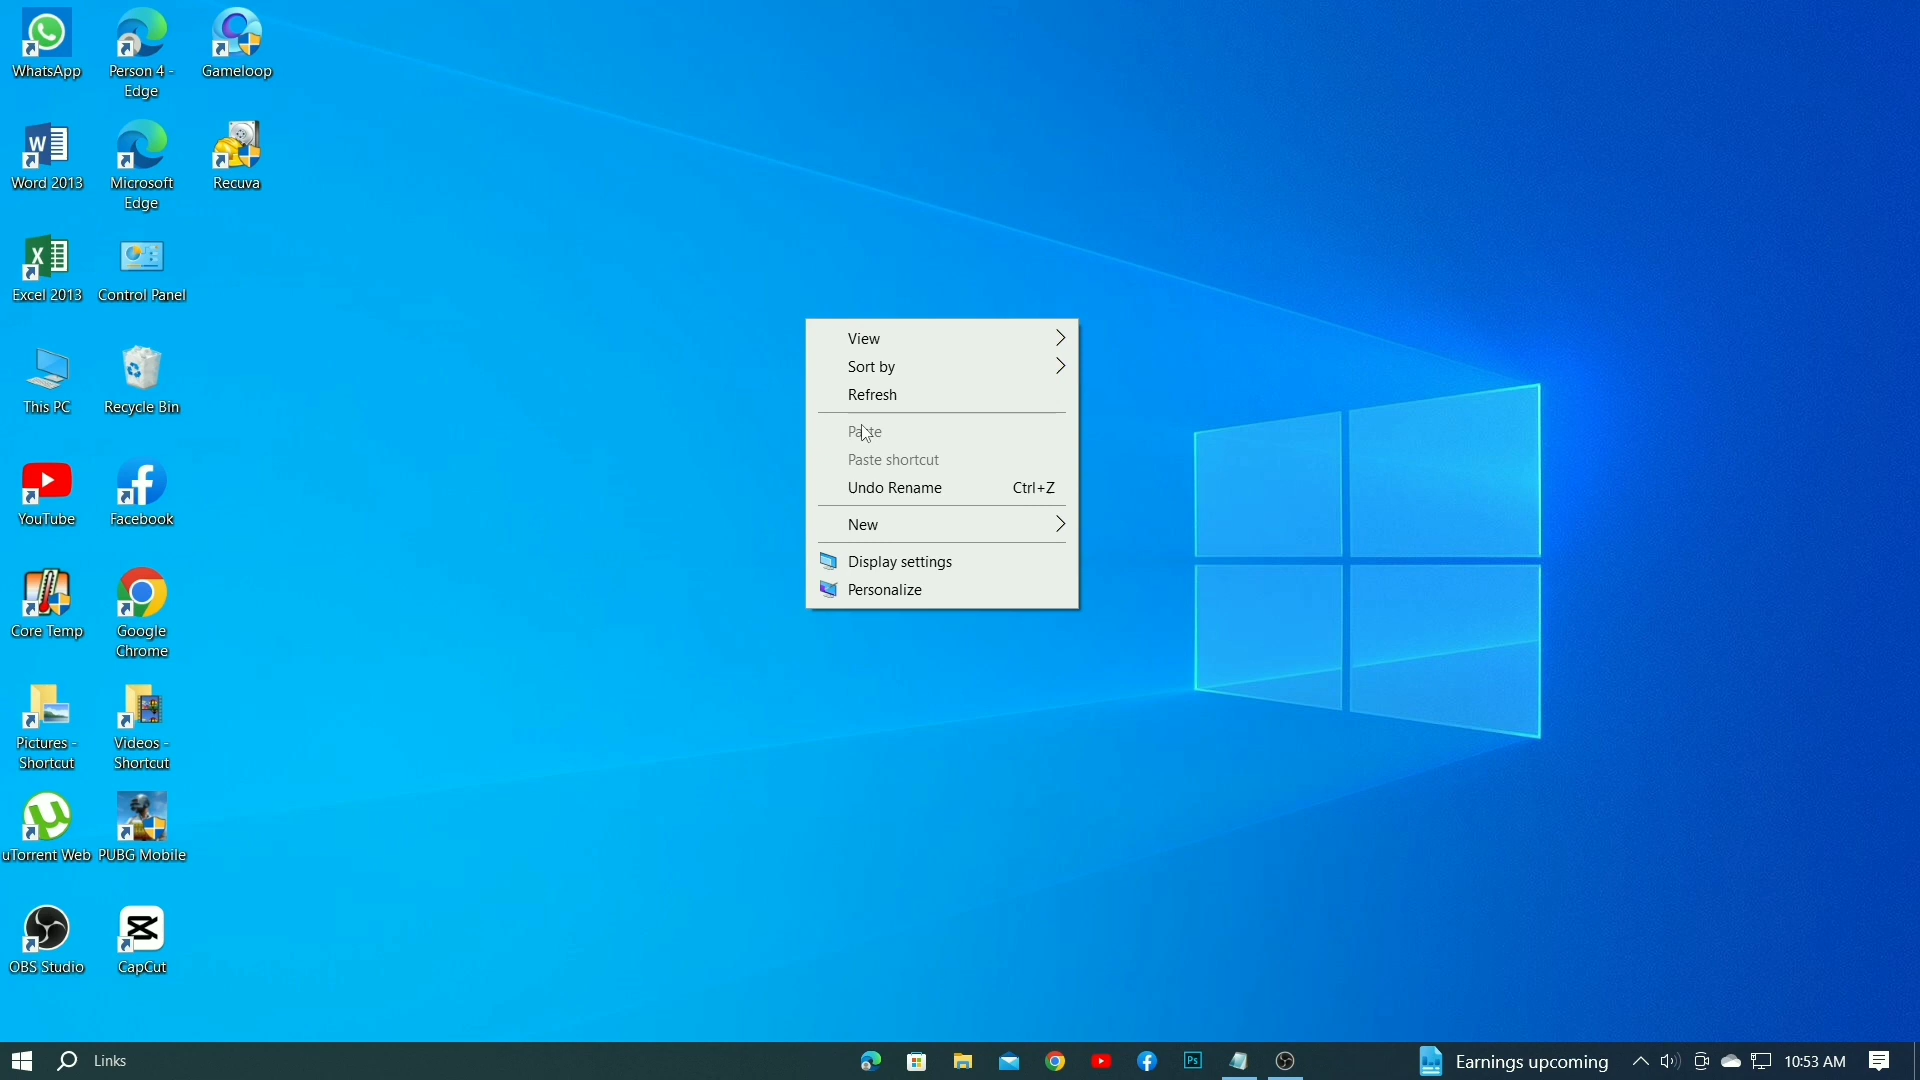 WhatsApp
Person 4 -
Edge
Gameloop
W
Word 2013
Microsoft
Edge
Recuva
X
Excel 2013
Control Panel
This PC
Recycle Bin
YouTube
Facebook
Core Temp
Google
Chrome
Pictures -
Shortcut
Videos -
Shortcut
uTorrent Web
PUBG Mobile
OBS Studio
CapCut
View
Sort by
Refresh
Paste
Paste shortcut
Undo Rename Ctrl+Z
New
Display settings
Personalize
Links
Ps
Earnings upcoming
10:53 AM